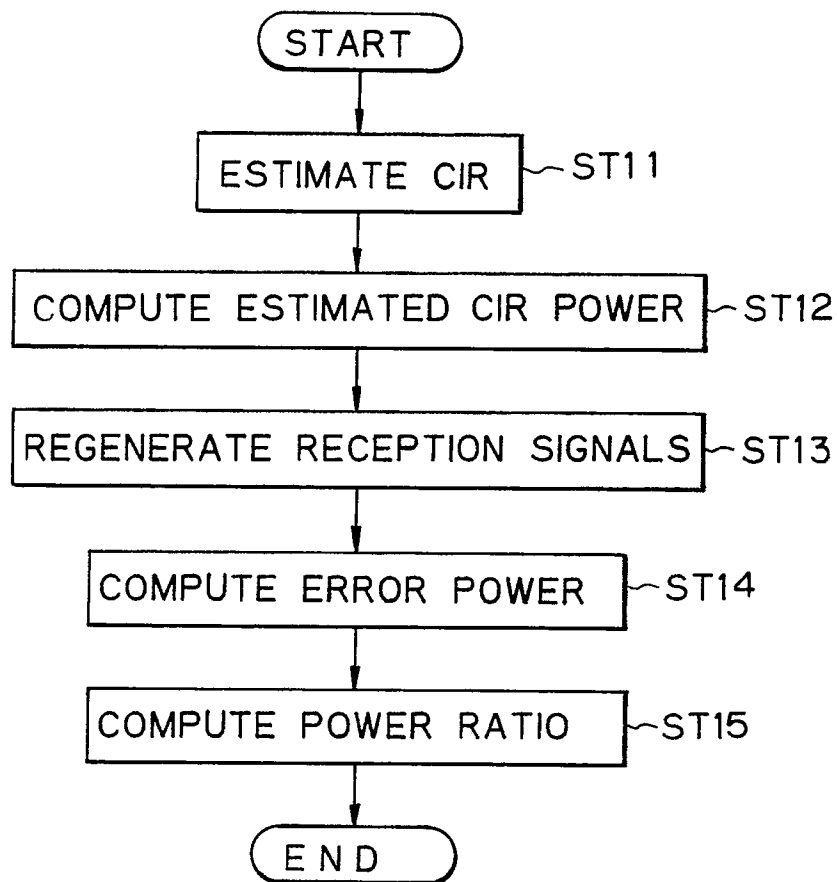 START
ESTIMATE CIR
ST11
COMPUTE ESTIMATED CIR POWER
ST12
REGENERATE RECEPTION SIGNALS
ST13
COMPUTE ERROR POWER
ST14
COMPUTE POWER RATIO
ST15
END